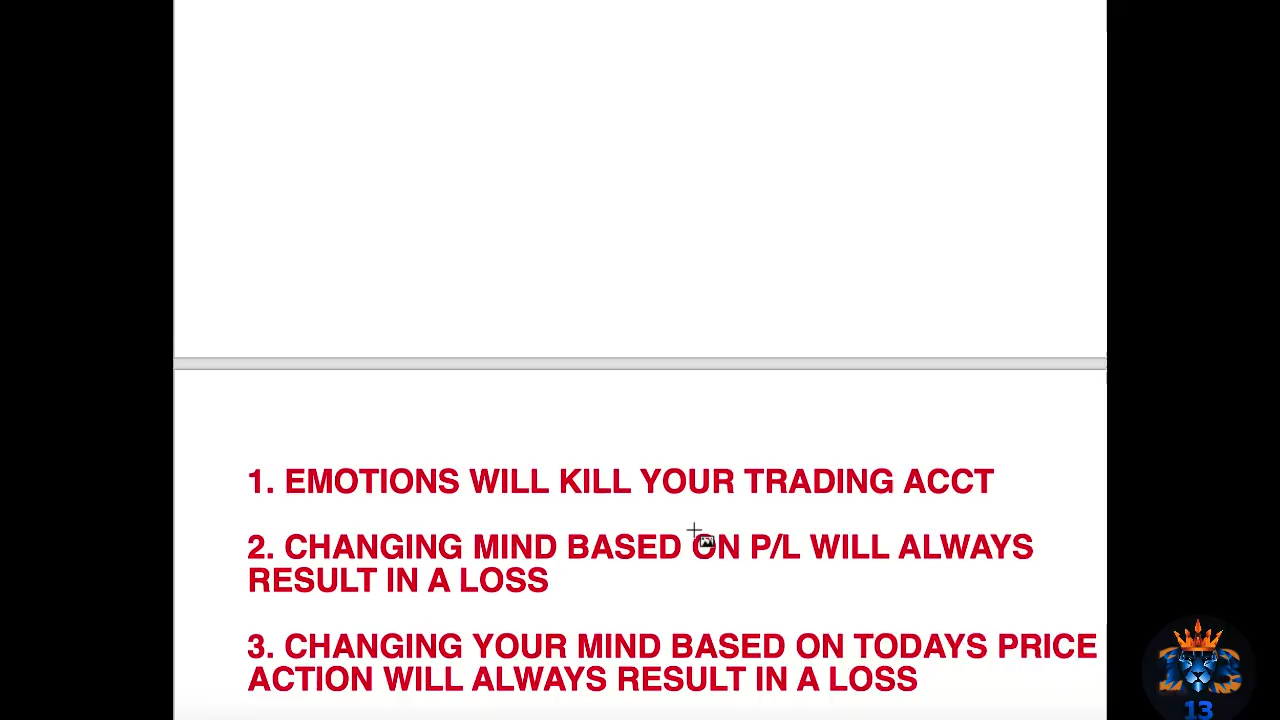 1. EMOTIONS WILL KILL YOUR TRADING ACCT
2. CHANGING MIND BASED ON P/L WILL ALWAYS
RESULT IN A LOSS
3. CHANGING YOUR MIND BASED ON TODAYS PRICE
ACTION WILL ALWAYS RESULT IN A LOSS
13